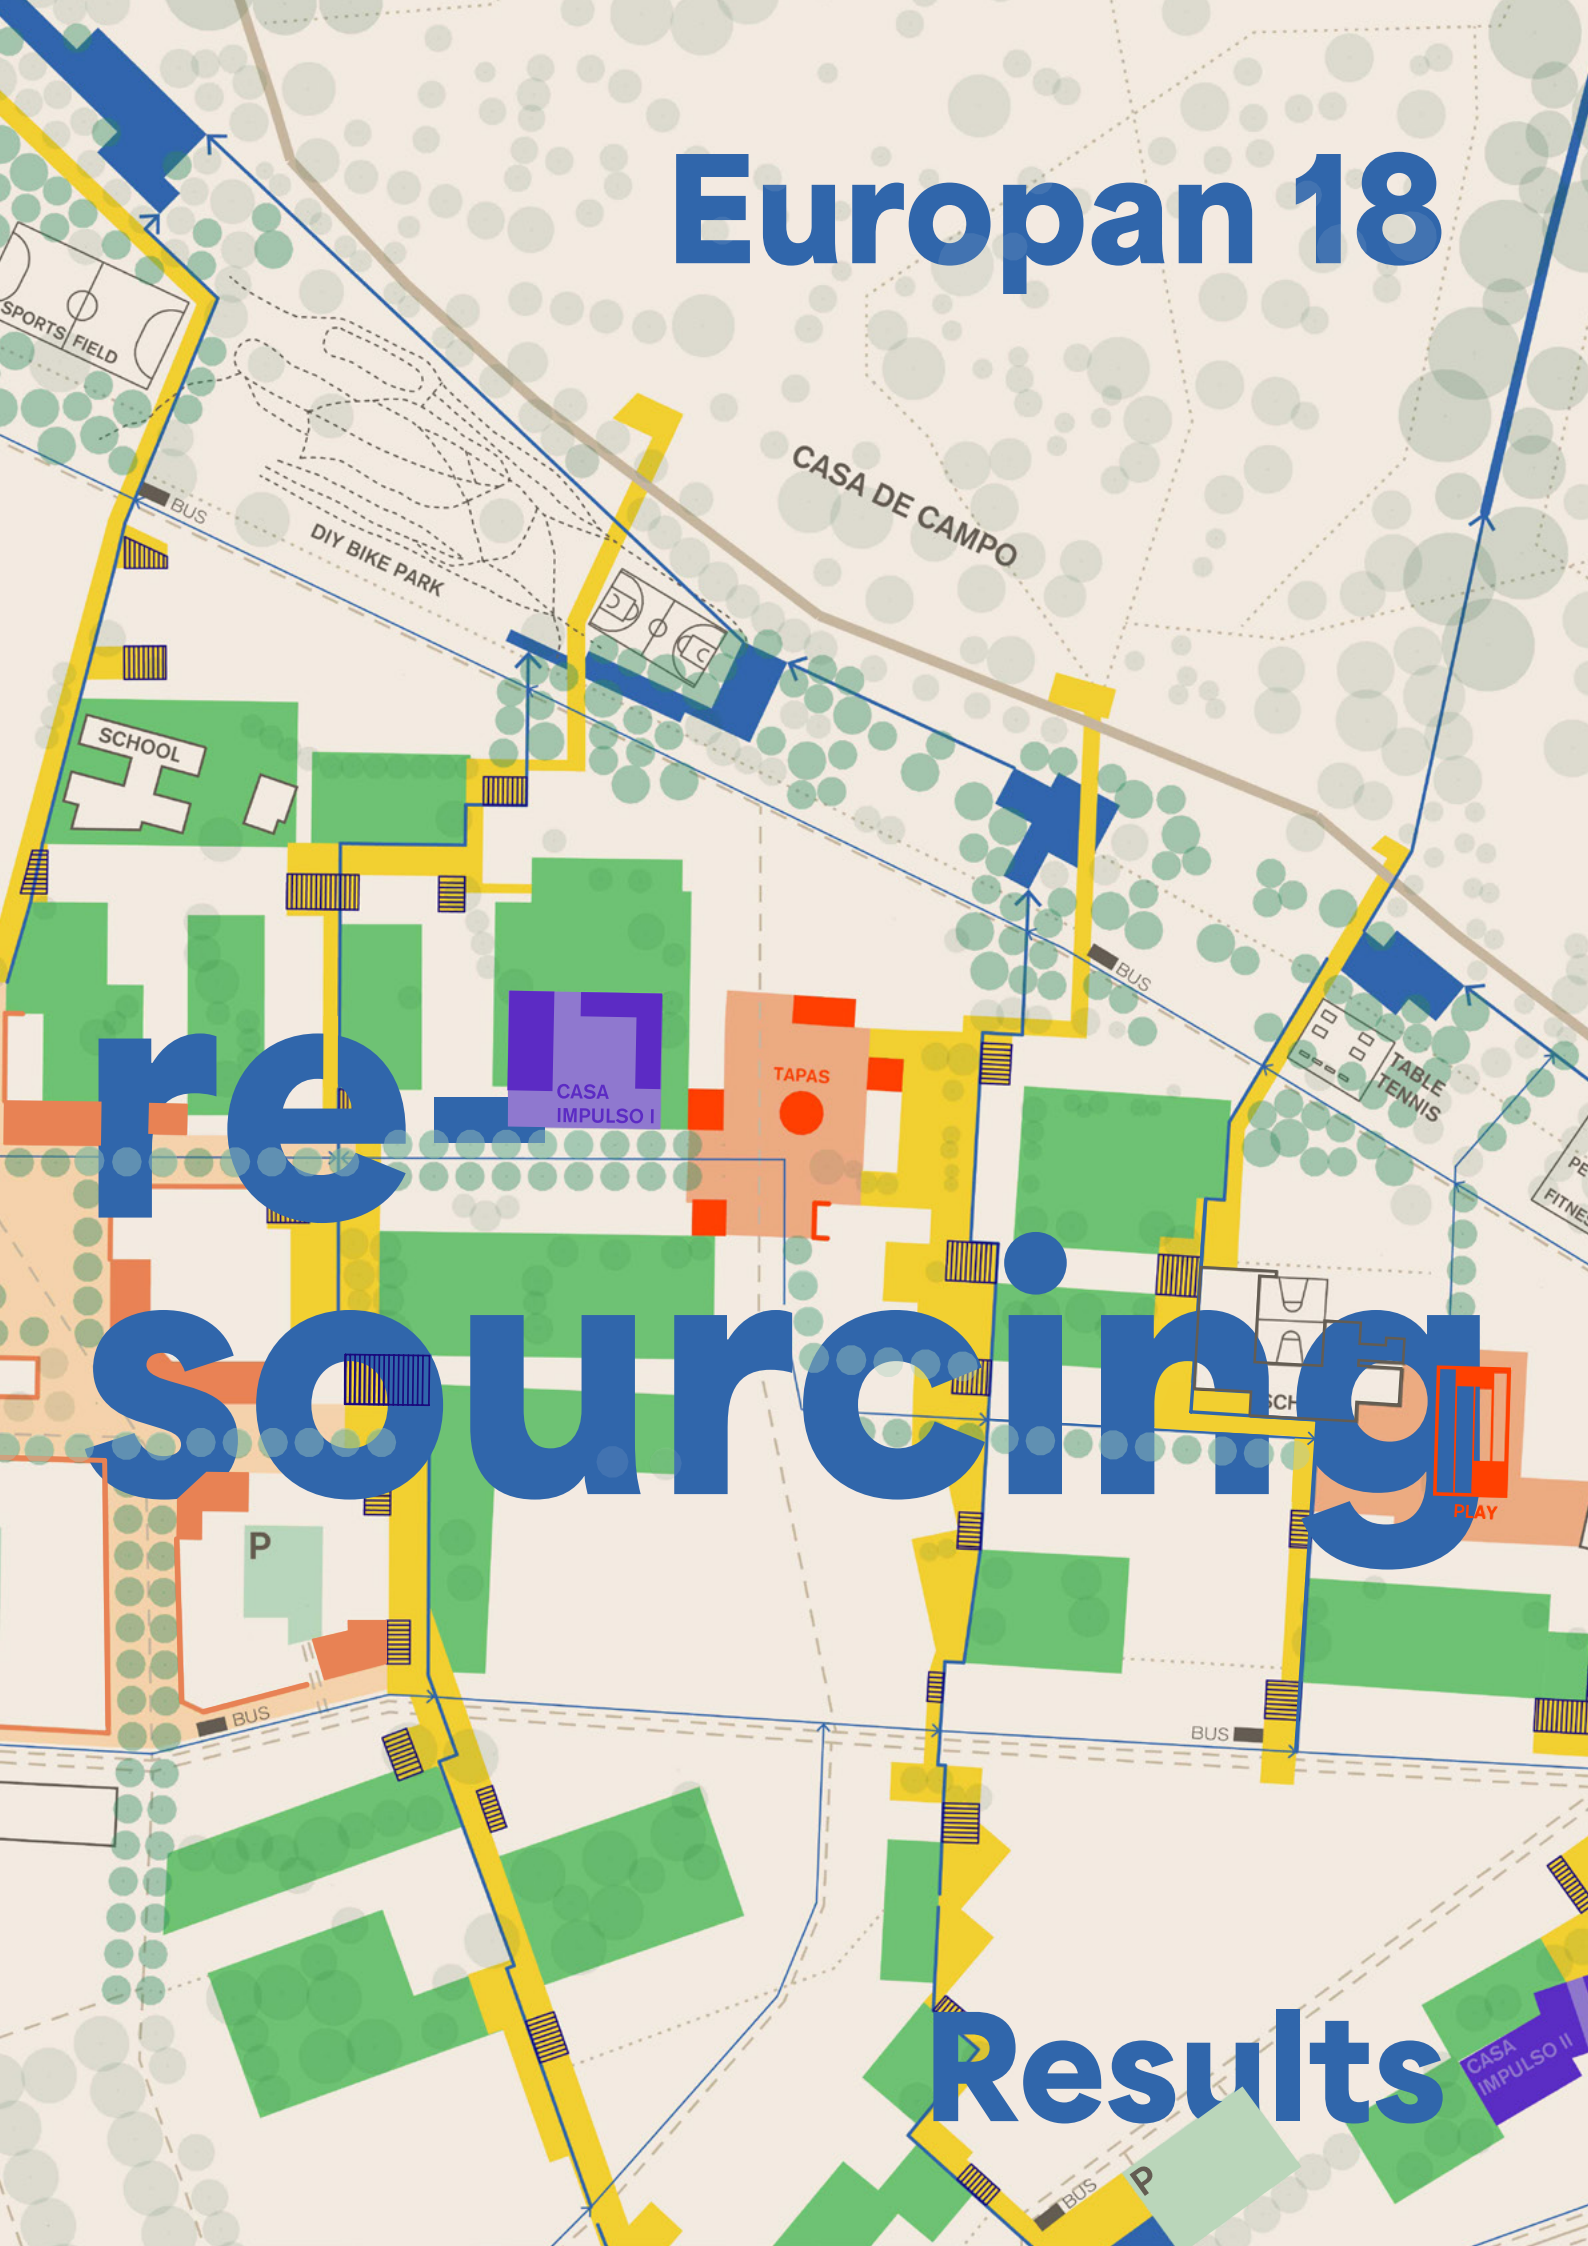 Europan 18
SPORTS FIELD
CASA DE CAMPO
BUS
DIY BIKE PARK
SCHOOL
BUS
TABLE
TENNIS
TAPAS
CASA
IMPULSO I
re-
sourcing
PLAY
P
BUS
BUS
Results
CASA
IMPULSO II
P
BUS